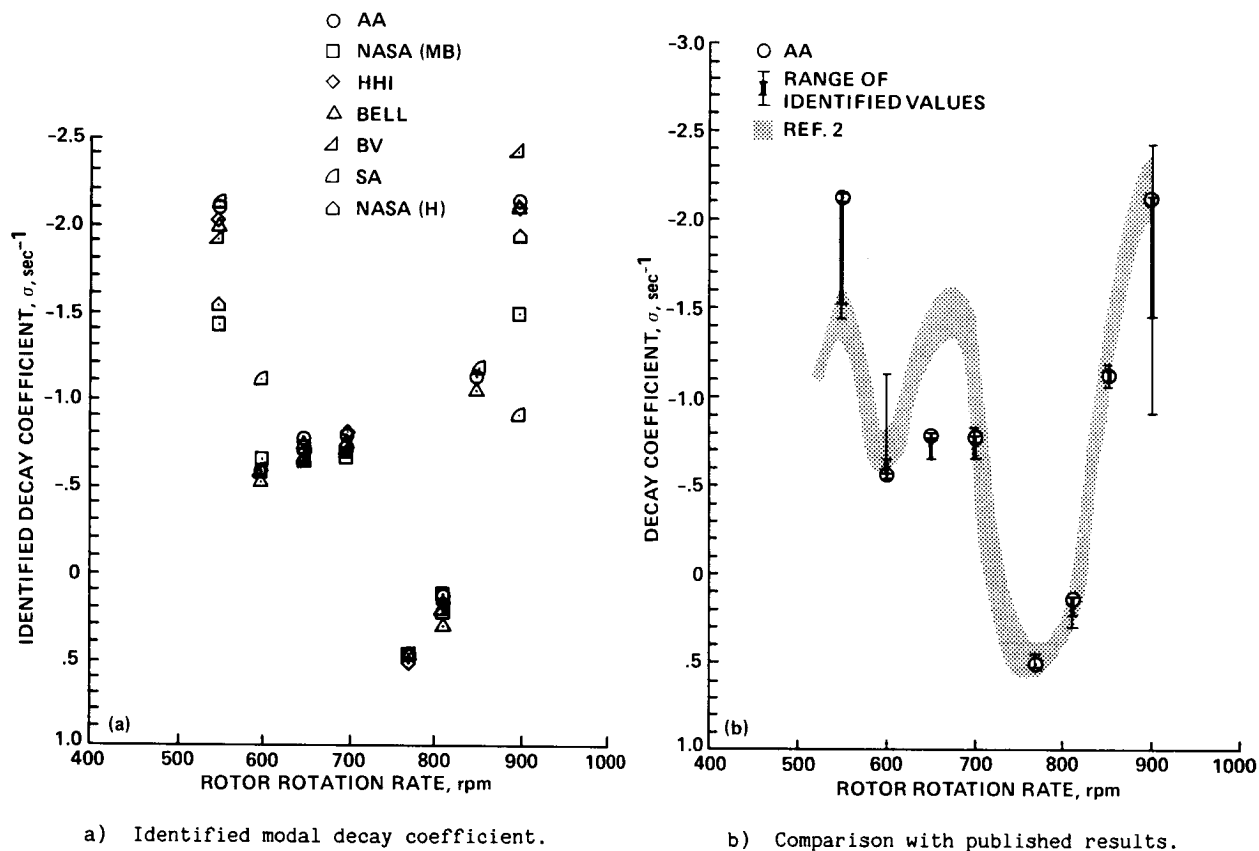 AA
NASA (MB)
HHI
BELL
BV
SA
NASA (H)
IDENTIFIED DECAY COEFFICIENT, σ, sec⁻¹
-2.5
-2.0
-1.5
-1.0
-.5
0
.5
1.0
(a)
400
500
600
700
800
900
1000
ROTOR ROTATION RATE, rpm
a) Identified modal decay coefficient.
AA
RANGE OF
IDENTIFIED VALUES
REF. 2
DECAY COEFFICIENT, σ, sec⁻¹
-3.0
-2.5
-2.0
-1.5
-1.0
-.5
0
.5
1.0
(b)
400
500
600
700
800
900
1000
ROTOR ROTATION RATE, rpm
b) Comparison with published results.